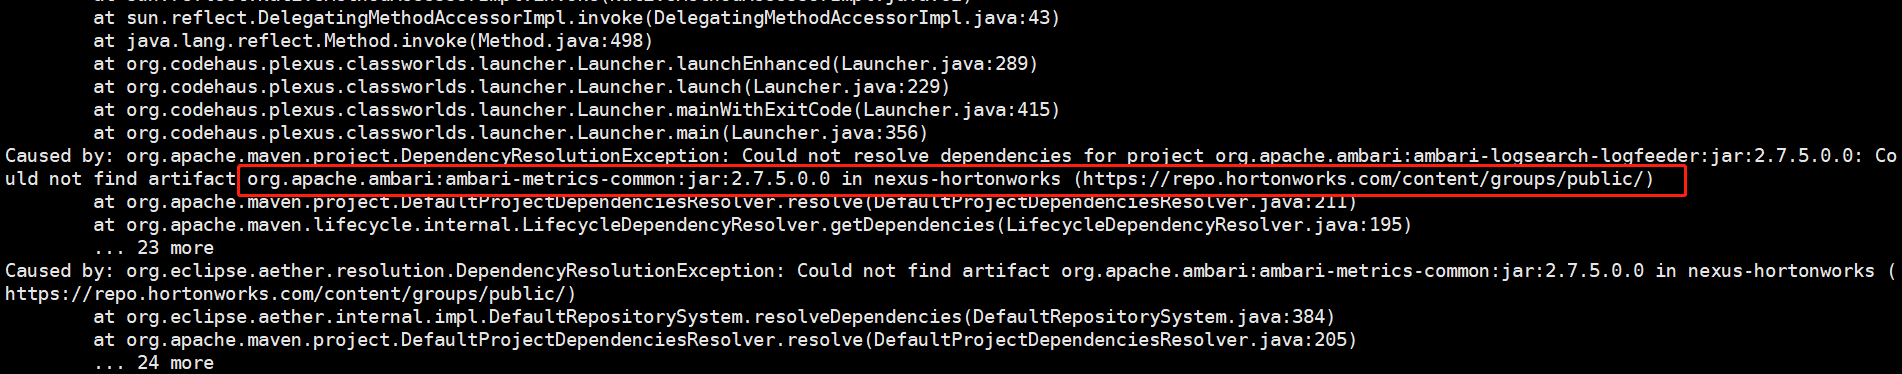 at sun.reflect.DelegatingMethodAccessorImpl.invoke(DelegatingMethodAccessorImpl.java:43)
at java.lang.reflect.Method.invoke(Method.java:498)
at org.codehaus.plexus.classworlds.launcher.Launcher.launchEnhanced(Launcher.java:289)
at org.codehaus.plexus.classworlds.launcher.Launcher.launch(Launcher.java:229)
at org.codehaus.plexus.classworlds.launcher.Launcher.mainWithExitCode(Launcher.java:415)
at org.codehaus.plexus.classworlds.launcher.Launcher.main(Launcher.java:356)
Caused by: org.apache.maven.project.DependencyResolutionException: Could not resolve dependencies for project org.apache.ambari:ambari-logsearch-logfeeder:jar:2.7.5.0.0: Co
uld not find artifact org.apache.ambari:ambari-metrics-common:jar:2.7.5.0.0 in nexus-hortonworks (https://repo.hortonworks.com/content/groups/public/)
at org.apache.maven.project.DefaultProjectDependenciesResolver.resolve(DefaultProjectDependenciesResolver.java:211)
at org.apache.maven.lifecycle.internal.LifecycleDependencyResolver.getDependencies(LifecycleDependencyResolver.java:195)
... 23 more
Caused by: org.eclipse.aether.resolution.DependencyResolutionException: Could not find artifact org.apache.ambari:ambari-metrics-common:jar:2.7.5.0.0 in nexus-hortonworks (
https://repo.hortonworks.com/content/groups/public/)
at org.eclipse.aether.internal.impl.DefaultRepositorySystem.resolveDependencies(DefaultRepositorySystem.java:384)
at org.apache.maven.project.DefaultProjectDependenciesResolver.resolve(DefaultProjectDependenciesResolver.java:205)
... 24 more